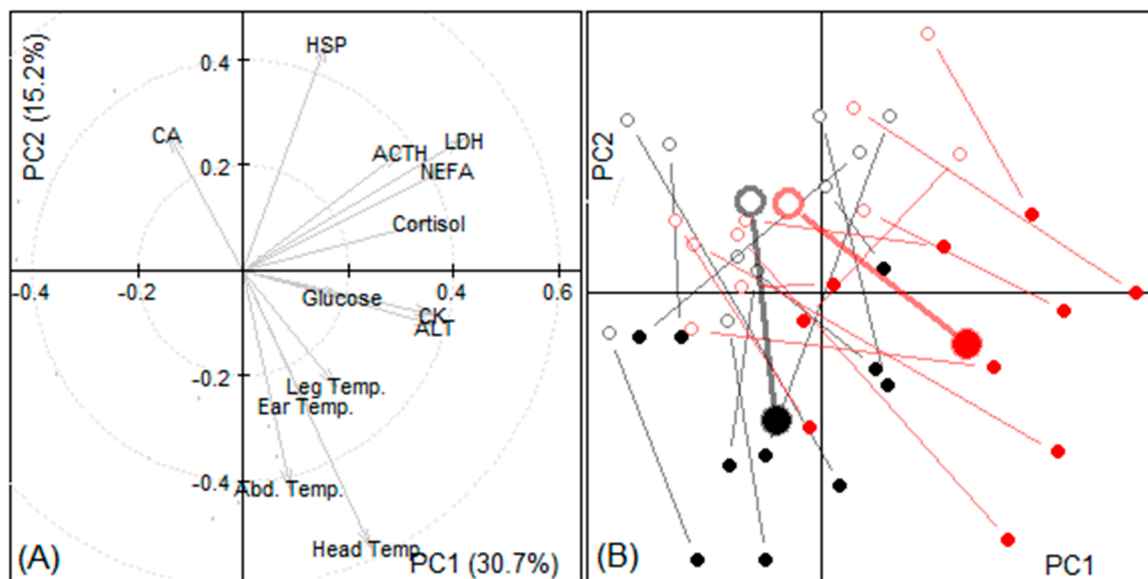 PC2 (15.2%)
HSP
0.4
CA
LDH
ACTH
0.2
NEFA
Cortisol
-0.4
-0.2
Glucose
0.2
0.4
0.6
CK
ALT
-0.2
Leg Temp.
Ear Temp.
-0.4
Abd. Temp.
Head Temp.
(A)
PC1 (30.7%)
PC2
(B)
PC1